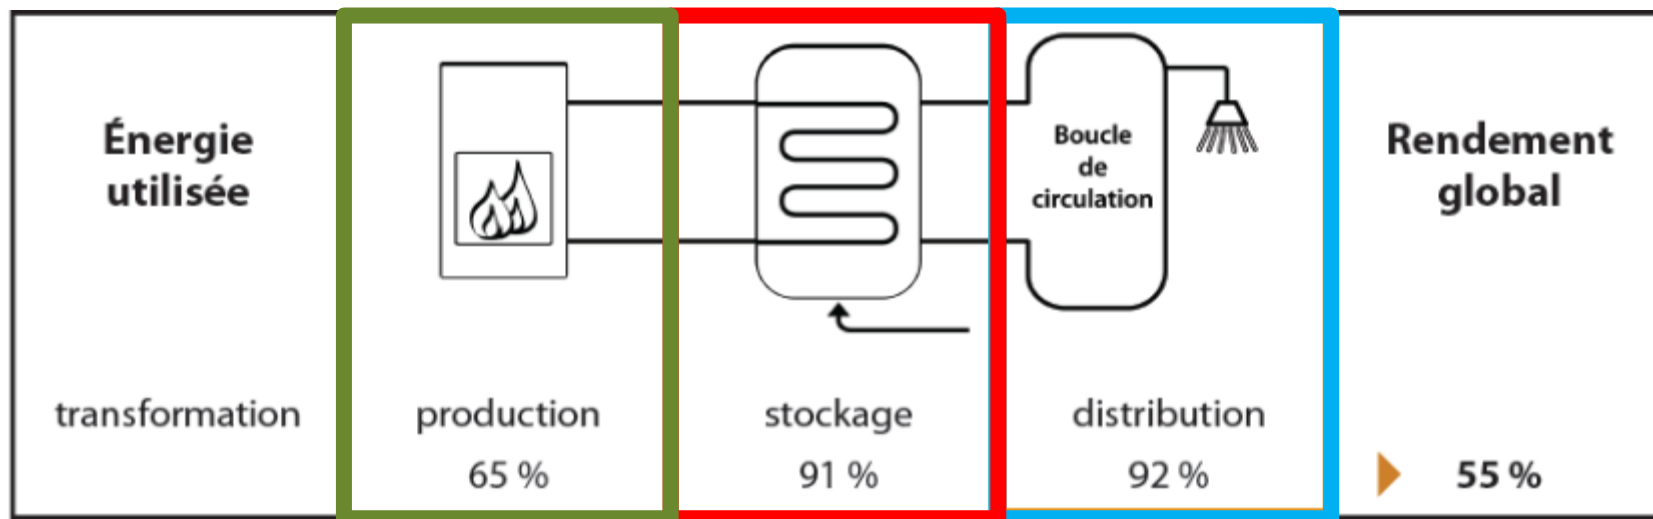 Énergie
utilisée
transformation
production
65 %
stockage
91 %
Boucle
de
circulation
distribution
92 %
Rendement
global
55 %